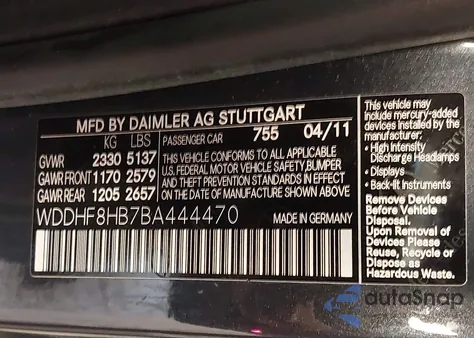 MFD BY DAIMLER AG STUTTGART
KG LBS PASSENGER CAR 755 04/11
GVWR 2330 5137
GAWR FRONT 1170 2579
GAWR REAR 1205 2657
THIS VEHICLE CONFORMS TO ALL APPLICABLE
U.S. FEDERAL MOTOR VEHICLE SAFETY,BUMPER
AND THEFT PREVENTION STANDARDS IN EFFECT
ON THE DATE OF MANUFACTURE SHOWN ABOVE
WDDHF8HB7BA444470 MADE IN GERMANY
This vehicle may
include mercury-added
devices installed by the
manufacturer:
• High Intensity
Discharge Headlamps
• Displays
• Back-lit Instruments
Remove Devices
Before Vehicle
Disposal.
Upon Removal of
Devices Please
Reuse, Recycle or
Dispose as
Hazardous Waste.
autoSnap